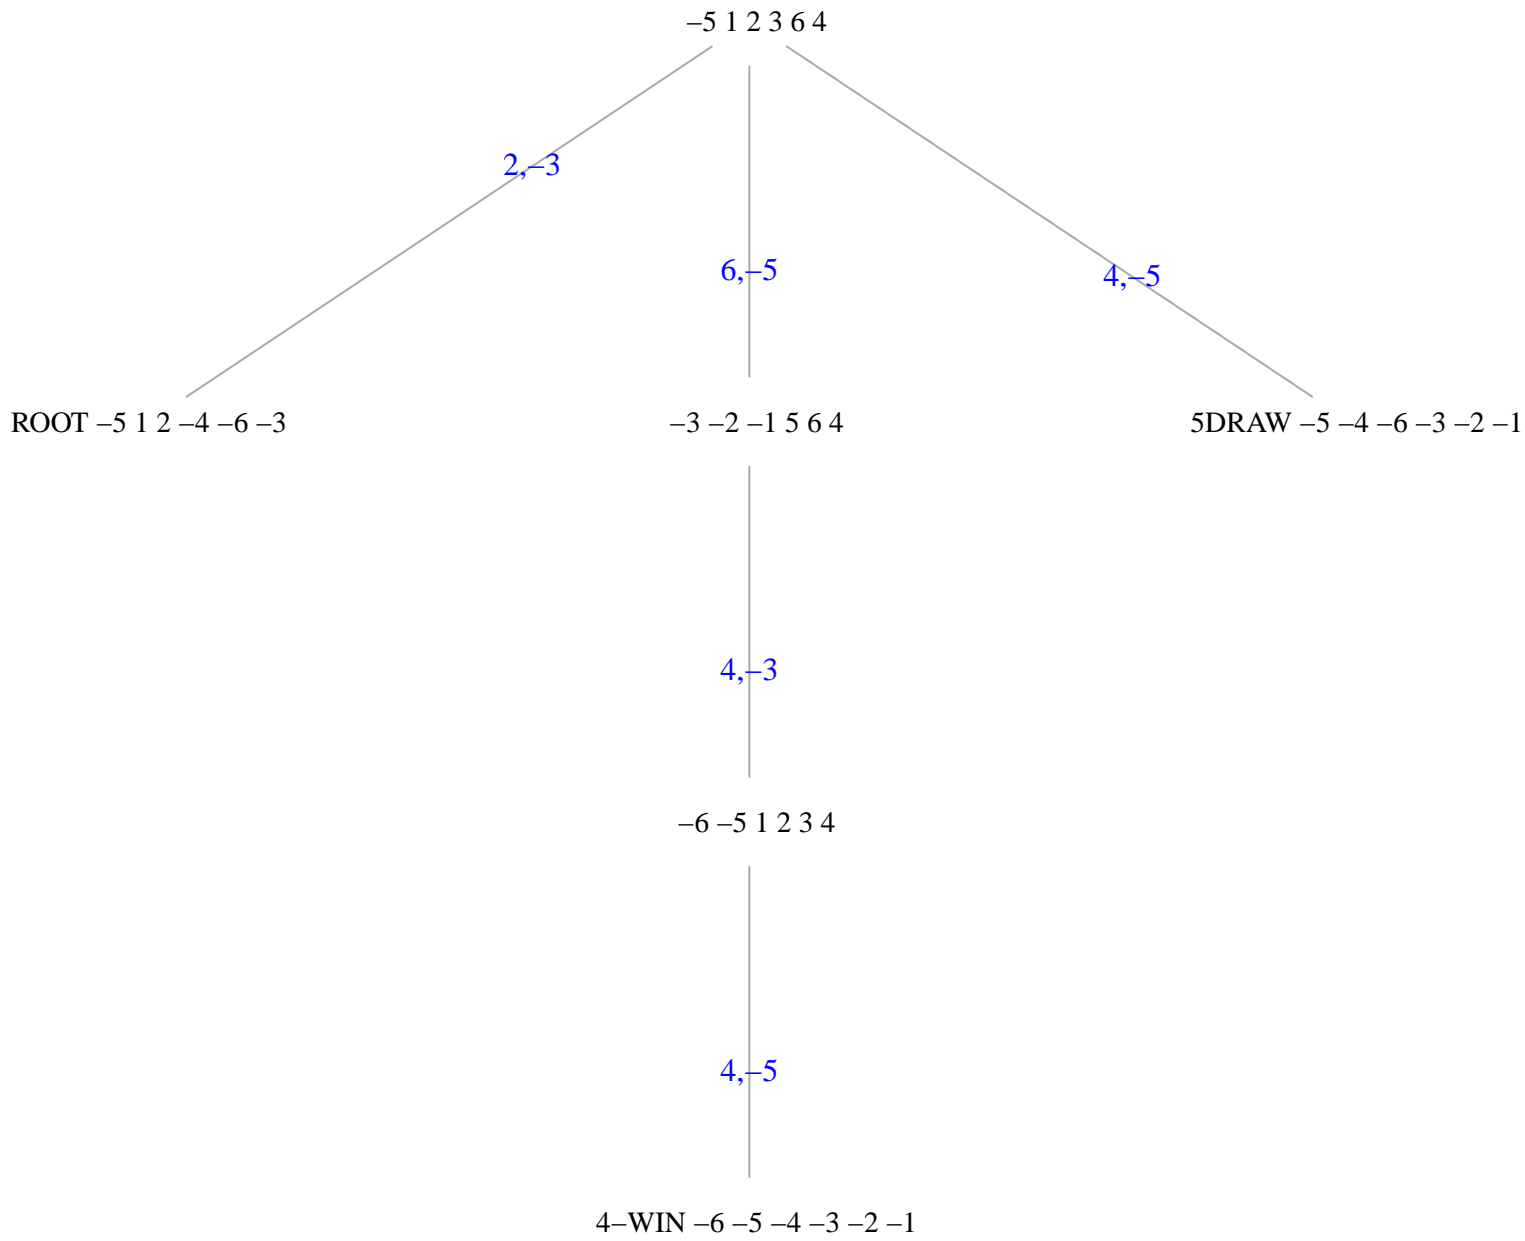 –5 1 2 3 6 4
2,–3
6,–5
4,–5
ROOT –5 1 2 –4 –6 –3
–3 –2 –1 5 6 4
5DRAW –5 –4 –6 –3 –2 –1
4,–3
–6 –5 1 2 3 4
4,–5
4–WIN –6 –5 –4 –3 –2 –1